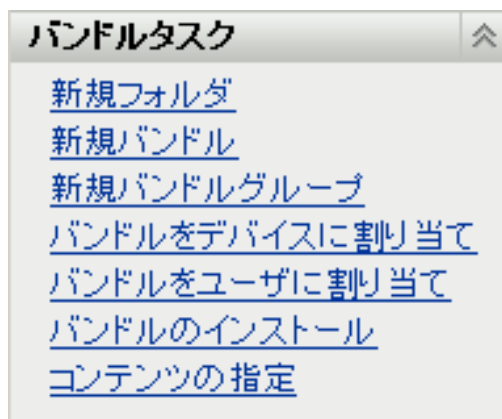 バンドルタスク
新規フォルダ
新規バンドル
新規バンドルグループ
バンドルをデバイスに割り当て
バンドルをユーザに割り当て
バンドルのインストール
コンテンツの指定